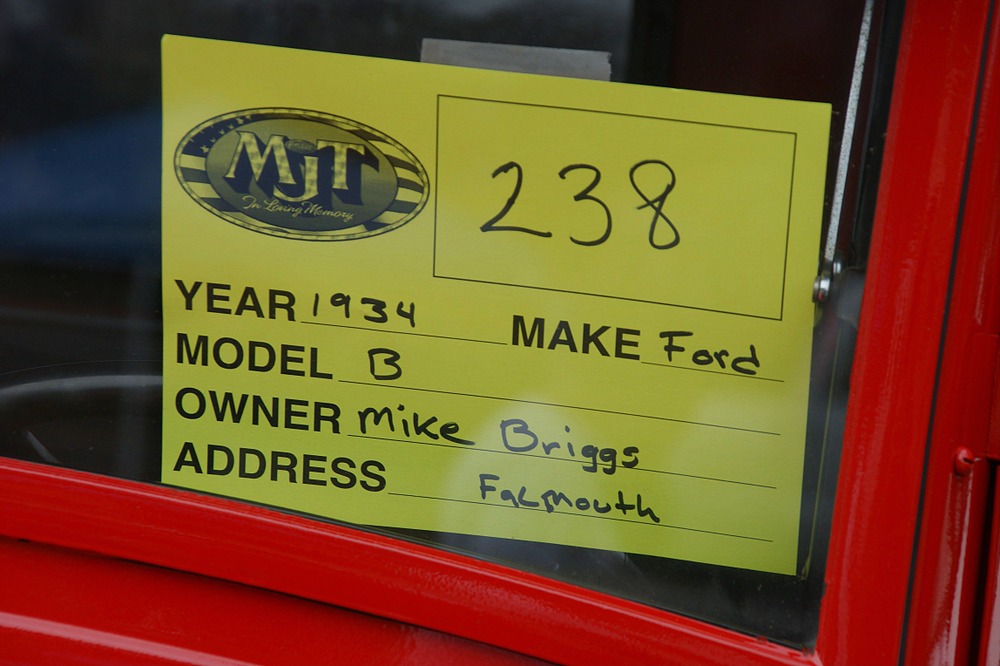 MJT
In Loving Memory
238
YEAR 1934 MAKE Ford
MODEL B
OWNER Mike Briggs
ADDRESS Falmouth